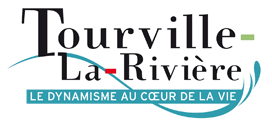 Tourville-
La-Rivière
LE DYNAMISME AU CŒUR DE LA VIE